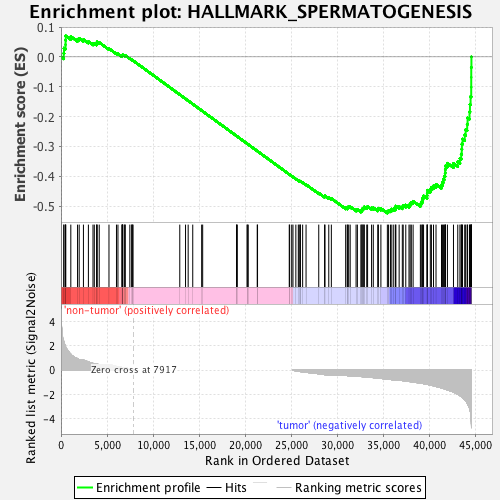 Enrichment plot: HALLMARK_SPERMATOGENESIS
Enrichment score (ES)
0.1
0.0
-0.1
-0.2
-0.3
-0.4
-0.5
'non-tumor' (positively correlated)
Ranked list metric (Signal2Noise)
4
2
0
-2
-4
Zero cross at 7917
'tumor' (negatively correlated)
0
5,000
10,000
15,000
20,000
25,000
30,000
35,000
40,000
45,000
Rank in Ordered Dataset
Enrichment profile
Hits
Ranking metric scores